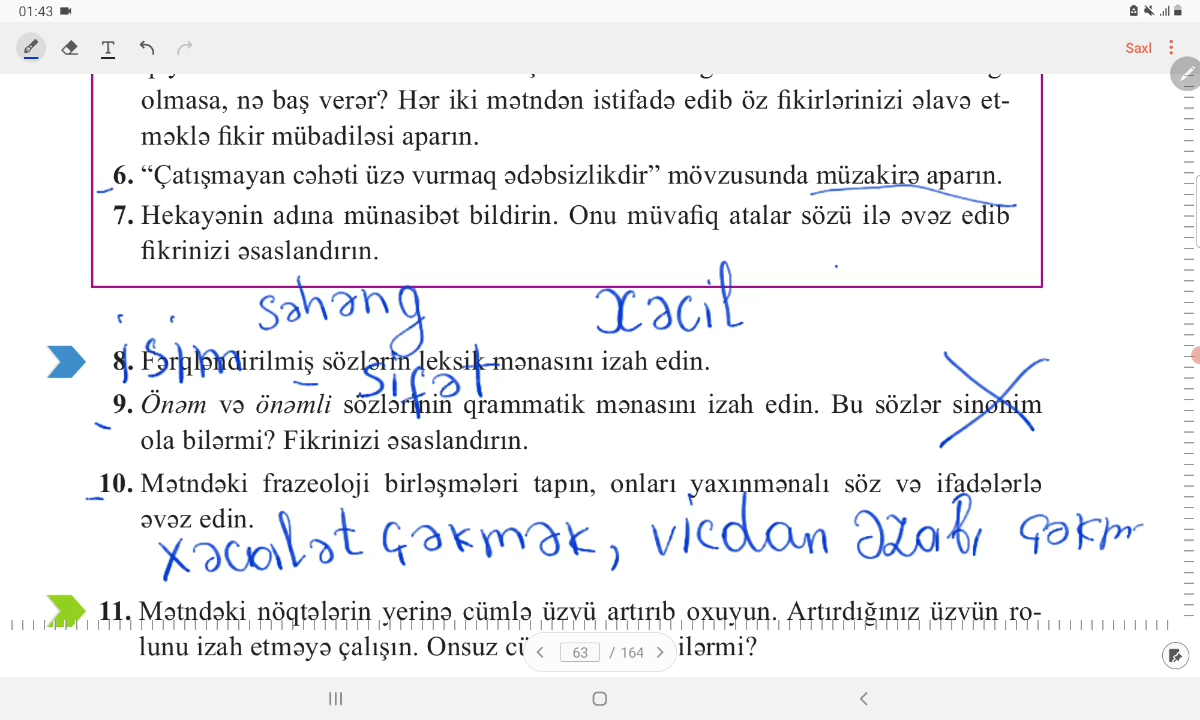 01:43
Saxl
olmasa, nə baş verər? Hər iki mətndən istifadə edib öz fikirlərinizi əlavə et-
məklə fikir mübadiləsi aparın.
6. “Çatışmayan cəhəti üzə vurmaq ədəbsizlikdir” mövzusunda müzakirə aparın.
7. Hekayənin adına münasibət bildirin. Onu müvafiq atalar sözü ilə əvəz edib
fikrinizi əsaslandırın.
səhəng xəcil
8. Fərqləndirilmiş sözlərin leksik mənasını izah edin.
isim - sifət
9. Önəm və önəmli sözlərinin qrammatik mənasını izah edin. Bu sözlər sinonim
ola bilərmi? Fikrinizi əsaslandırın.
10. Mətndəki frazeoloji birləşmələri tapın, onları yaxınmənalı söz və ifadələrlə
əvəz edin.
xəcalət çəkmək, vicdan əzabı çəkm
11. Mətndəki nöqtələrin yerinə cümlə üzvü artırıb oxuyun. Artırdığınız üzvün ro-
lunu izah etməyə çalışın. Onsuz cü ilərmi?
63 / 164